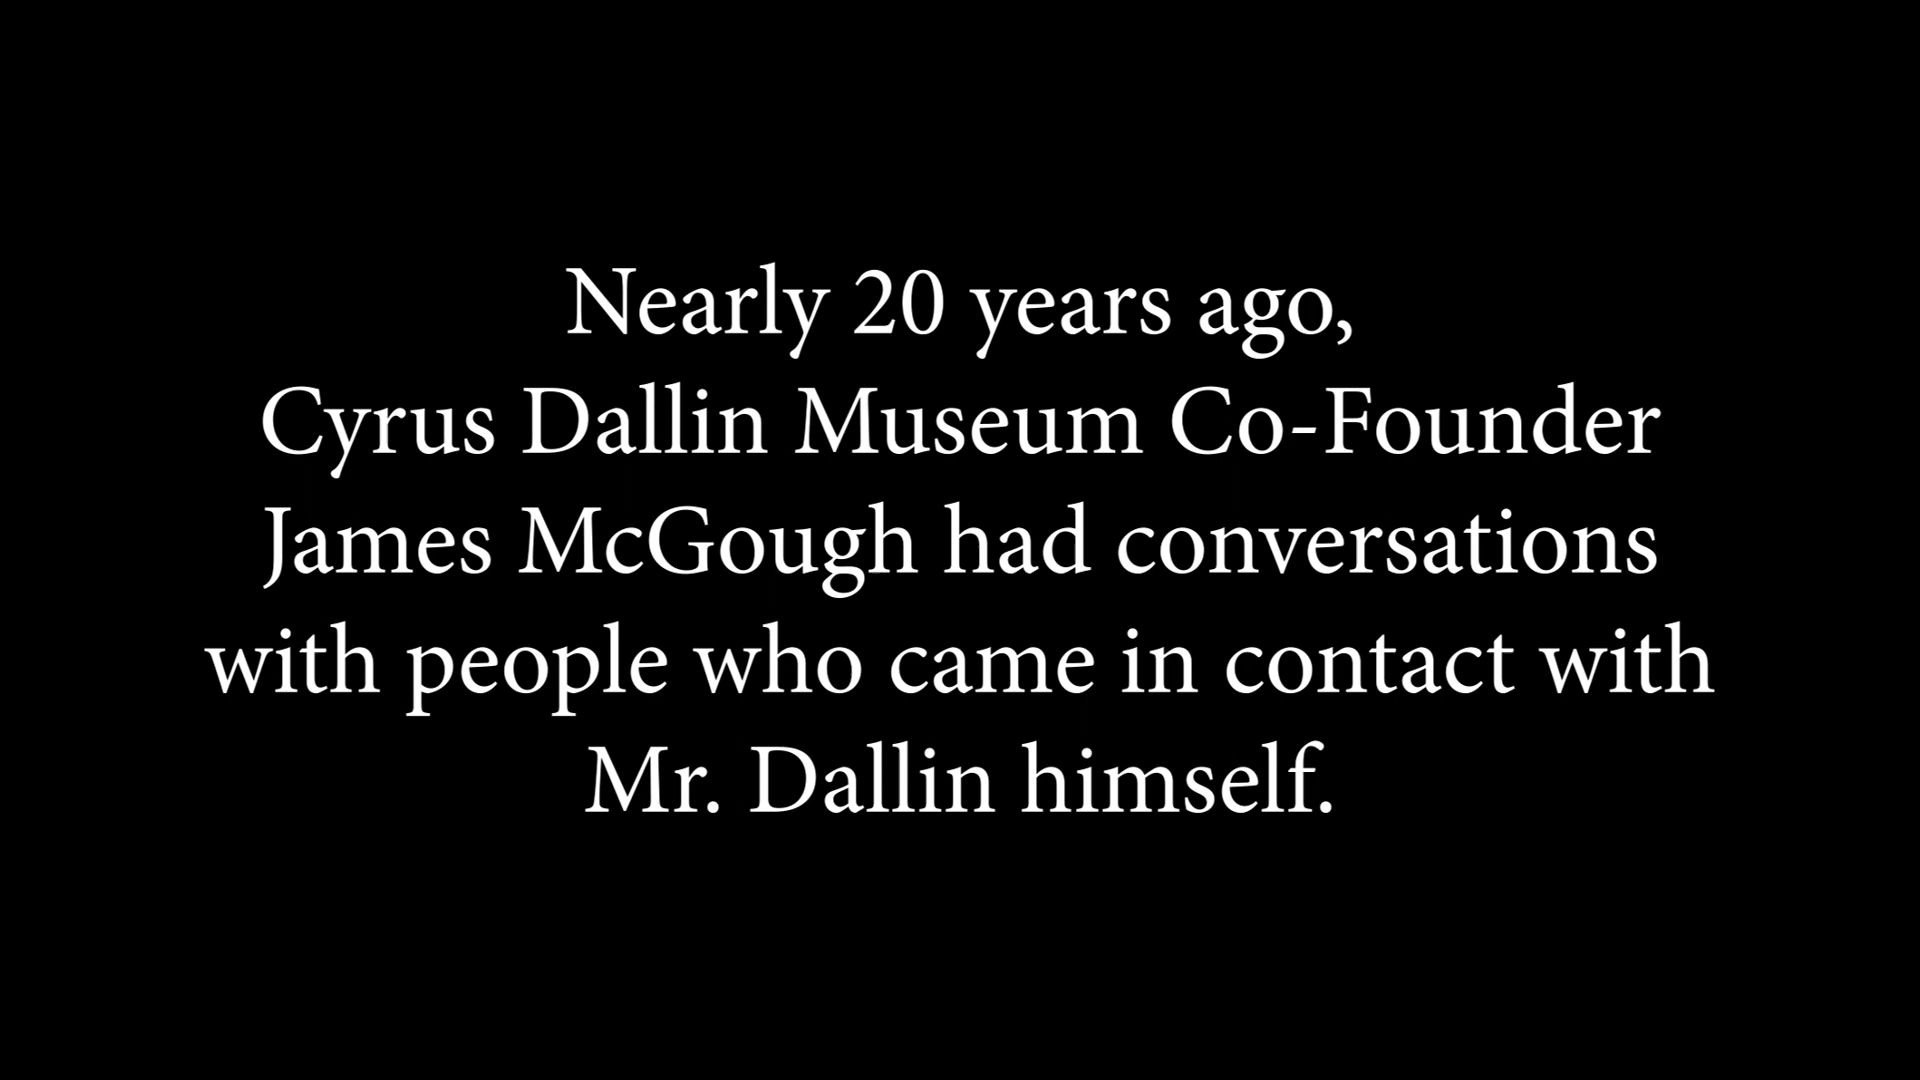 Nearly 20 years ago,
Cyrus Dallin Museum Co-Founder
James McGough had conversations
with people who came in contact with
Mr. Dallin himself.